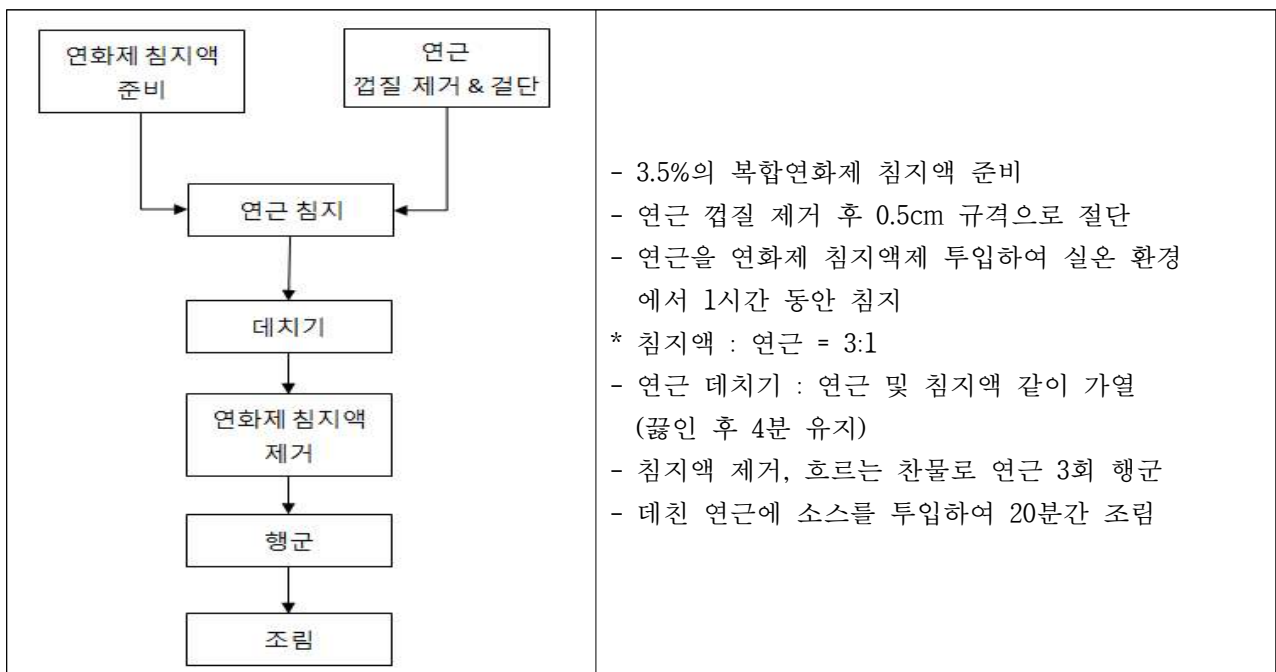 연화제 침지액
준비
연근
껍질 제거 & 걸단
연근 침지
데치기
연화제 침지액
제거
행군
조림
- 3.5%의 복합연화제 침지액 준비
- 연근 껍질 제거 후 0.5cm 규격으로 절단
- 연근을 연화제 침지액제 투입하여 실온 환경
에서 1시간 동안 침지
* 침지액 : 연근 = 3:1
- 연근 데치기 : 연근 및 침지액 같이 가열
(끓인 후 4분 유지)
- 침지액 제거, 흐르는 찬물로 연근 3회 행군
- 데친 연근에 소스를 투입하여 20분간 조림